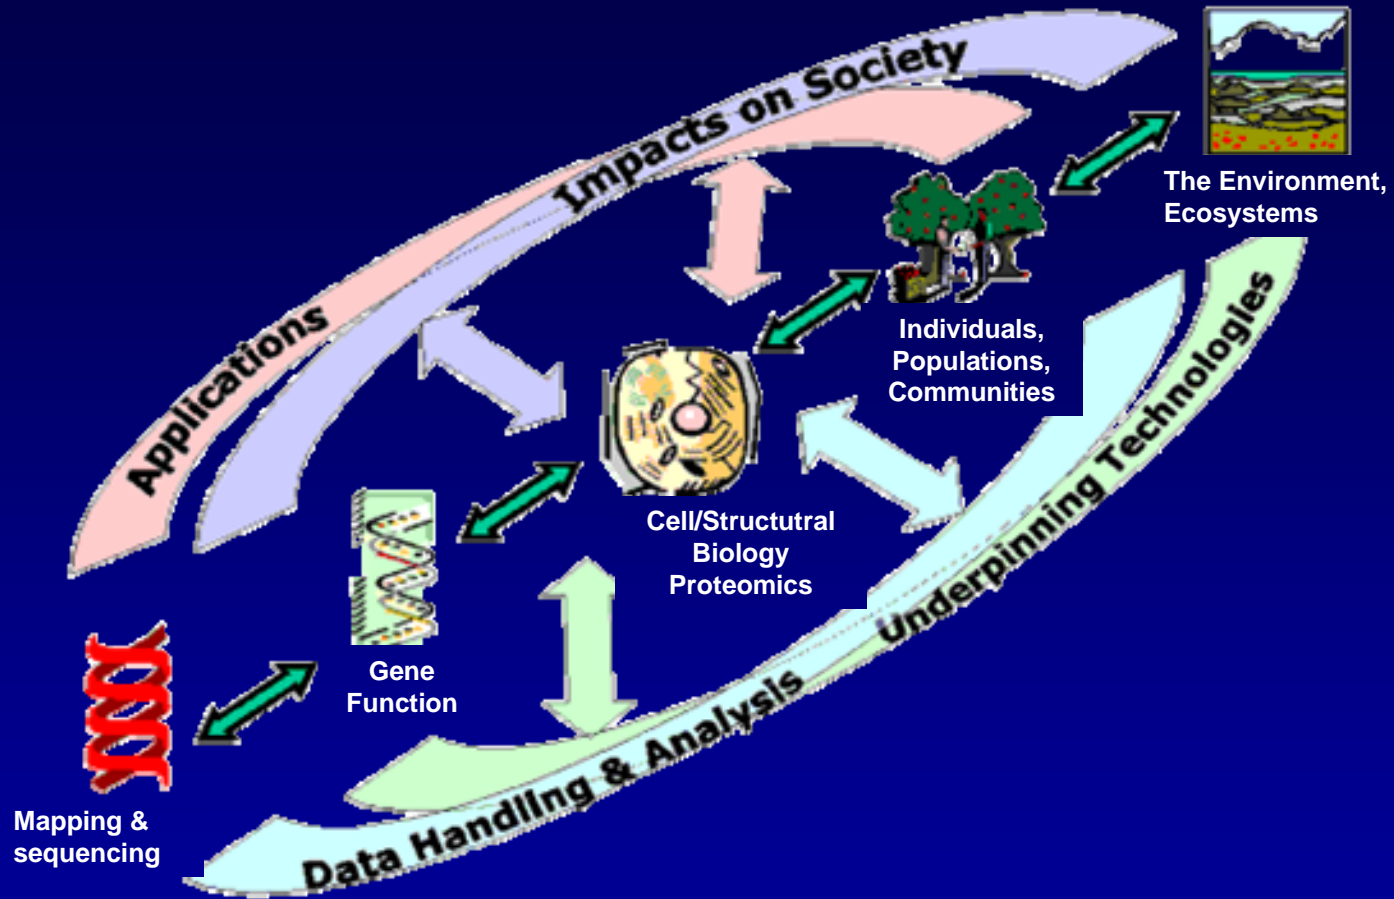 Impacts on Society
Applications
The Environment,
Ecosystems
Individuals,
Populations,
Communities
Cell/Structutral
Biology
Proteomics
Gene
Function
Mapping &
sequencing
Underpinning Technologies
Data Handling & Analysis